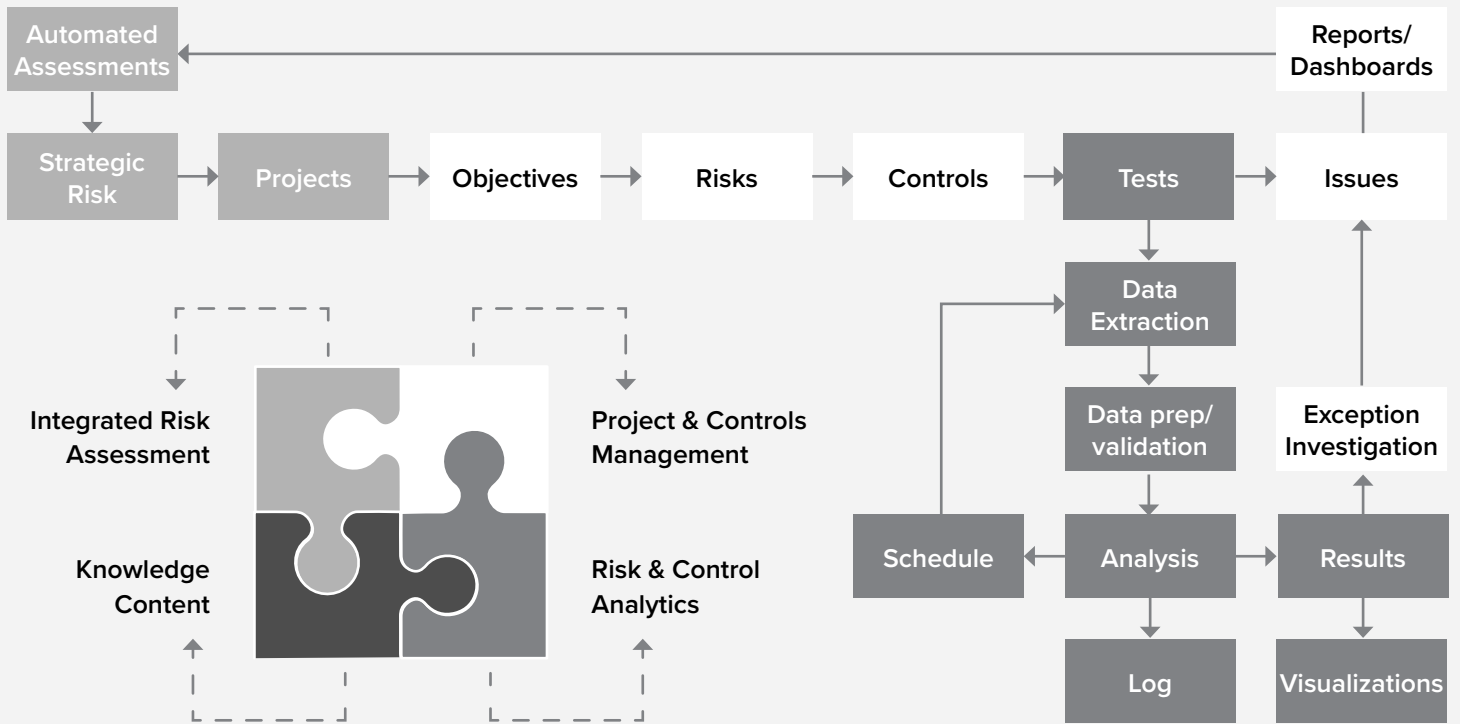 Automated
Assessments
Reports/
Dashboards
Strategic
Risk
Projects
Objectives
Risks
Controls
Tests
Issues
Data
Extraction
Integrated Risk
Assessment
Project & Controls
Management
Data prep/
validation
Exception
Investigation
Knowledge
Content
Risk & Control
Analytics
Schedule
Analysis
Results
Log
Visualizations